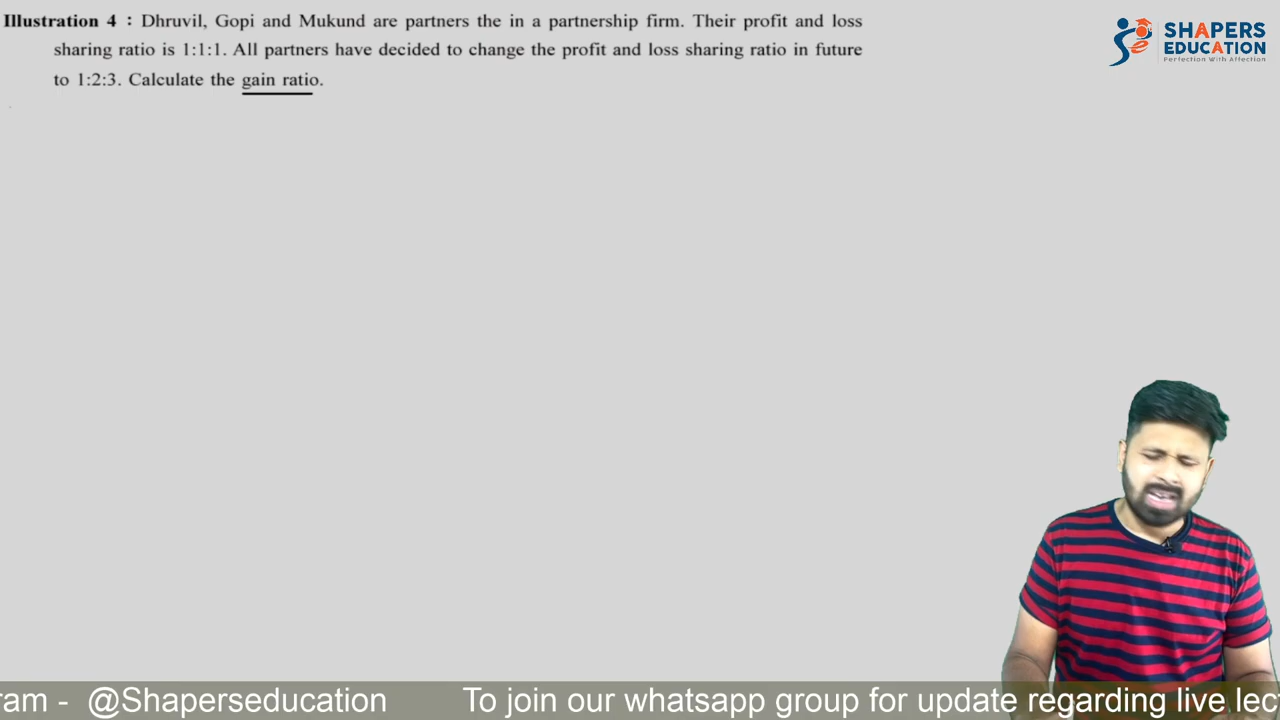 Illustration 4 : Dhruvil, Gopi and Mukund are partners the in a partnership firm. Their profit and loss
sharing ratio is 1:1:1. All partners have decided to change the profit and loss sharing ratio in future
to 1:2:3. Calculate the gain ratio.
SHAPERS
EDUCATION
Perfection With Affection
ram - @Shaperseducation To join our whatsapp group for update regarding live lec